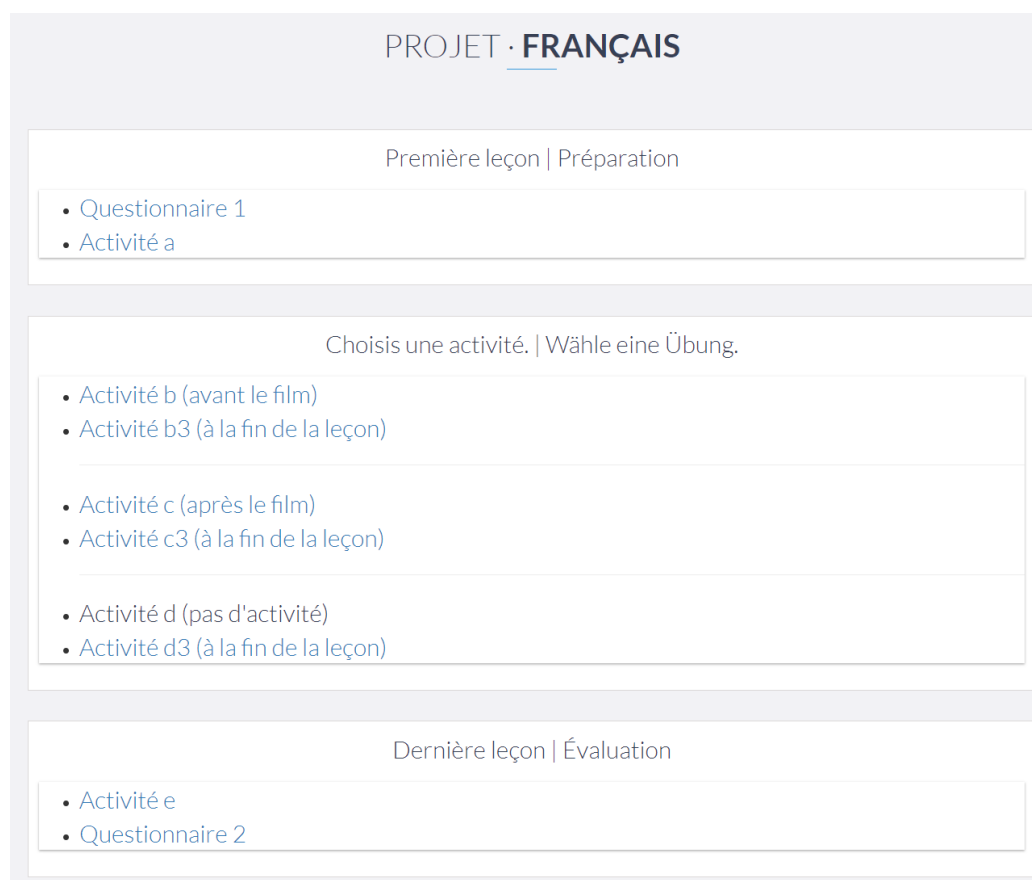 PROJET · FRANÇAIS
Première leçon | Préparation
Questionnaire 1
Activité a
Choisis une activité. | Wähle eine Übung.
Activité b (avant le film)
Activité b3 (à la fin de la leçon)
Activité c (après le film)
Activité c3 (à la fin de la leçon)
Activité d (pas d'activité)
Activité d3 (à la fin de la leçon)
Dernière leçon | Évaluation
Activité e
Questionnaire 2